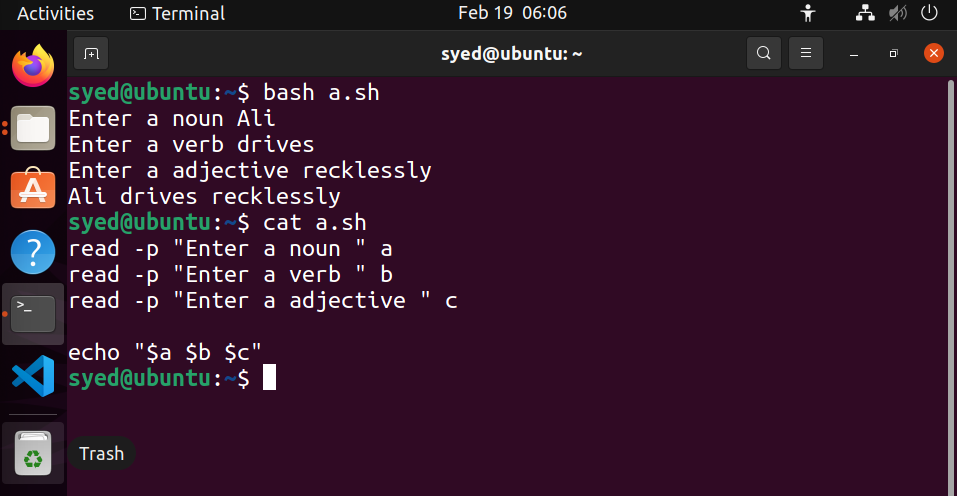 Activities Terminal Feb 19 06:06
syed@ubuntu: ~
syed@ubuntu:~$ bash a.sh
Enter a noun Ali
Enter a verb drives
Enter a adjective recklessly
Ali drives recklessly
syed@ubuntu:~$ cat a.sh
read -p "Enter a noun " a
read -p "Enter a verb " b
read -p "Enter a adjective " c
echo "$a $b $c"
syed@ubuntu:~$
Trash